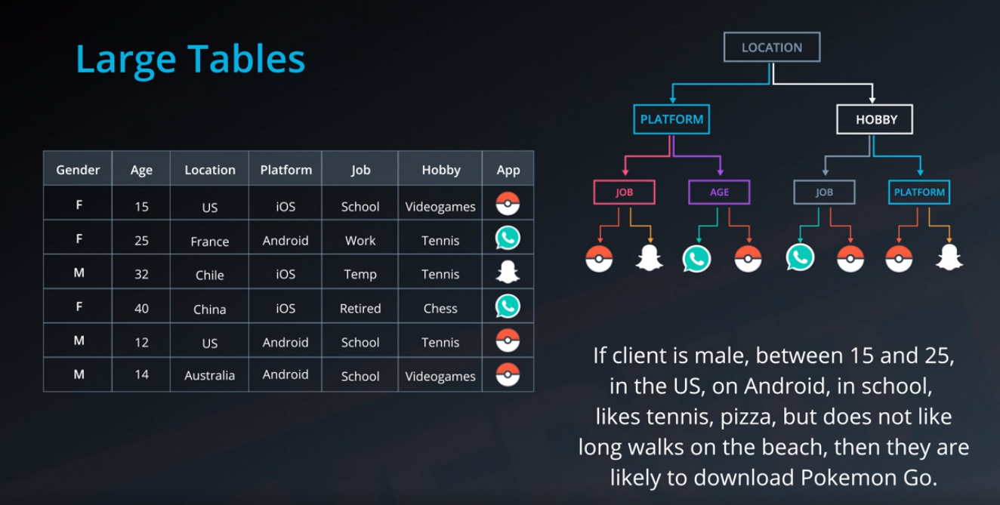 Large Tables
Gender Age Location Platform Job Hobby App
F 15 US iOS School Videogames
F 25 France Android Work Tennis
M 32 Chile iOS Temp Tennis
F 40 China iOS Retired Chess
M 12 US Android School Tennis
M 14 Australia Android School Videogames
LOCATION
PLATFORM HOBBY
JOB AGE JOB PLATFORM
If client is male, between 15 and 25,
in the US, on Android, in school,
likes tennis, pizza, but does not like
long walks on the beach, then they are
likely to download Pokemon Go.